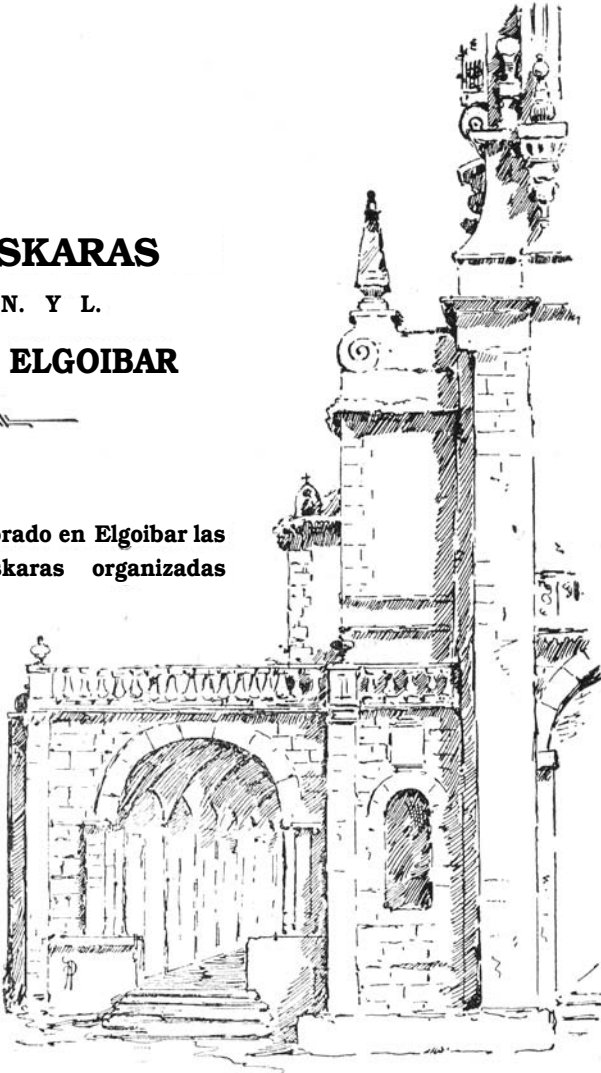 SKARAS
N. Y L.
ELGOIBAR
rado en Elgoibar las
karas organizadas